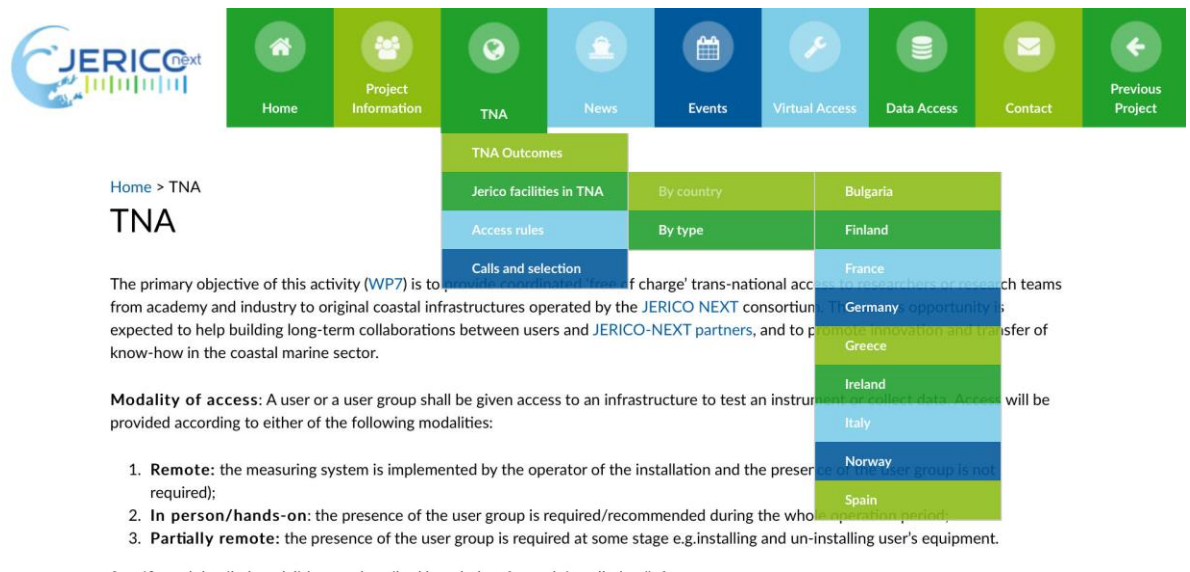 JERICO next
Home
Project
Information
TNA
News
Events
Virtual Access
Data Access
Contact
Previous
Project
TNA Outcomes
Jerico facilities in TNA
Access rules
Calls and selection
By country
By type
Bulgaria
Finland
France
Germany
Greece
Ireland
Italy
Norway
Spain
Home > TNA
TNA
The primary objective of this activity (WP7) is to provide coordinated 'free of charge' trans-national access to researchers or research teams
from academy and industry to original coastal infrastructures operated by the JERICO NEXT consortium. This opportunity is
expected to help building long-term collaborations between users and JERICO-NEXT partners, and to promote innovation and transfer of
know-how in the coastal marine sector.
Modality of access: A user or a user group shall be given access to an infrastructure to test an instrument or collect data. Access will be
provided according to either of the following modalities:
1. Remote: the measuring system is implemented by the operator of the installation and the presence of the user group is not
required);
2. In person/hands-on: the presence of the user group is required/recommended during the whole operation period;
3. Partially remote: the presence of the user group is required at some stage e.g.installing and un-installing user's equipment.